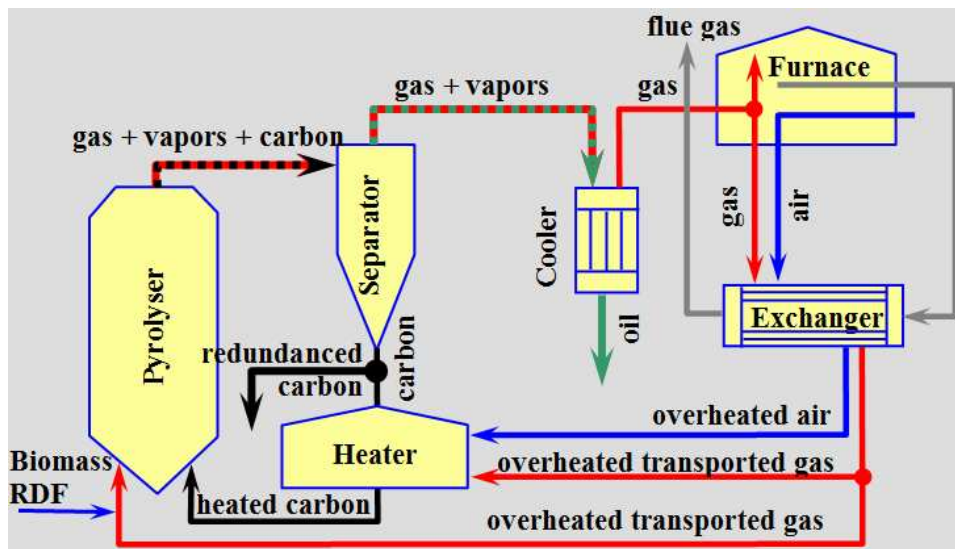 flue gas
Furnace
gas
gas + vapors
gas + vapors + carbon
gas
air
Separator
Cooler
Pyrolyser
Exchanger
oil
redundanced
carbon
carbon
overheated air
Heater
Biomass
RDF
overheated transported gas
heated carbon
overheated transported gas